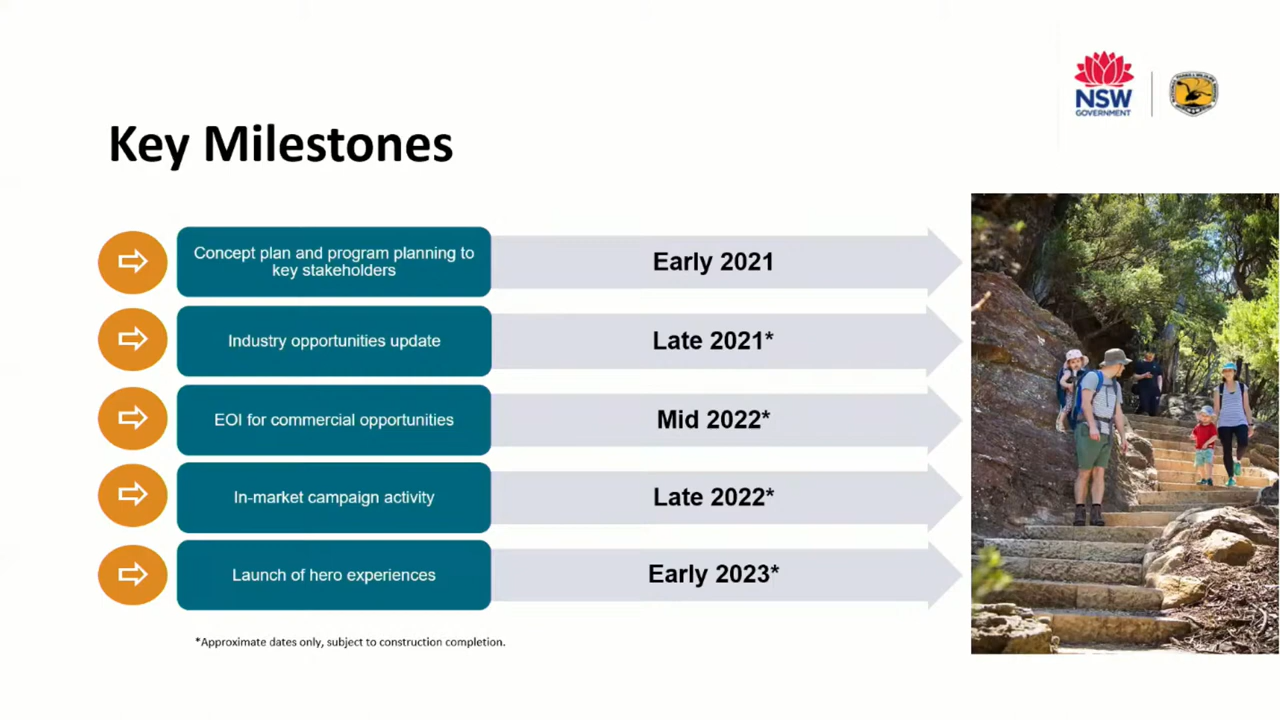 NSW
GOVERNMENT
Key Milestones
Concept plan and program planning to
key stakeholders
Early 2021
Industry opportunities update
Late 2021*
EOI for commercial opportunities
Mid 2022*
In-market campaign activity
Late 2022*
Launch of hero experiences
Early 2023*
*Approximate dates only, subject to construction completion.